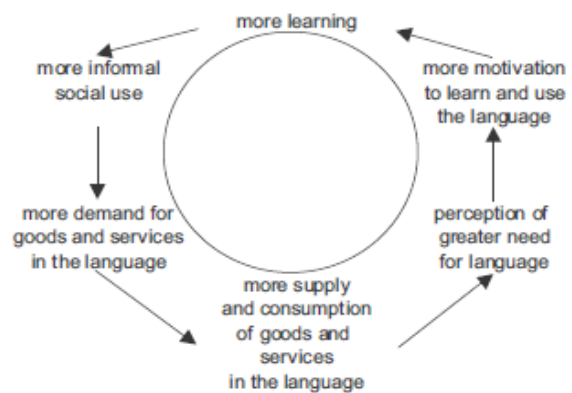 more learning
more informal
social use
more demand for
goods and services
in the language
more supply
and consumption
of goods and
services
in the language
perception of
greater need
for language
more motivation
to learn and use
the language